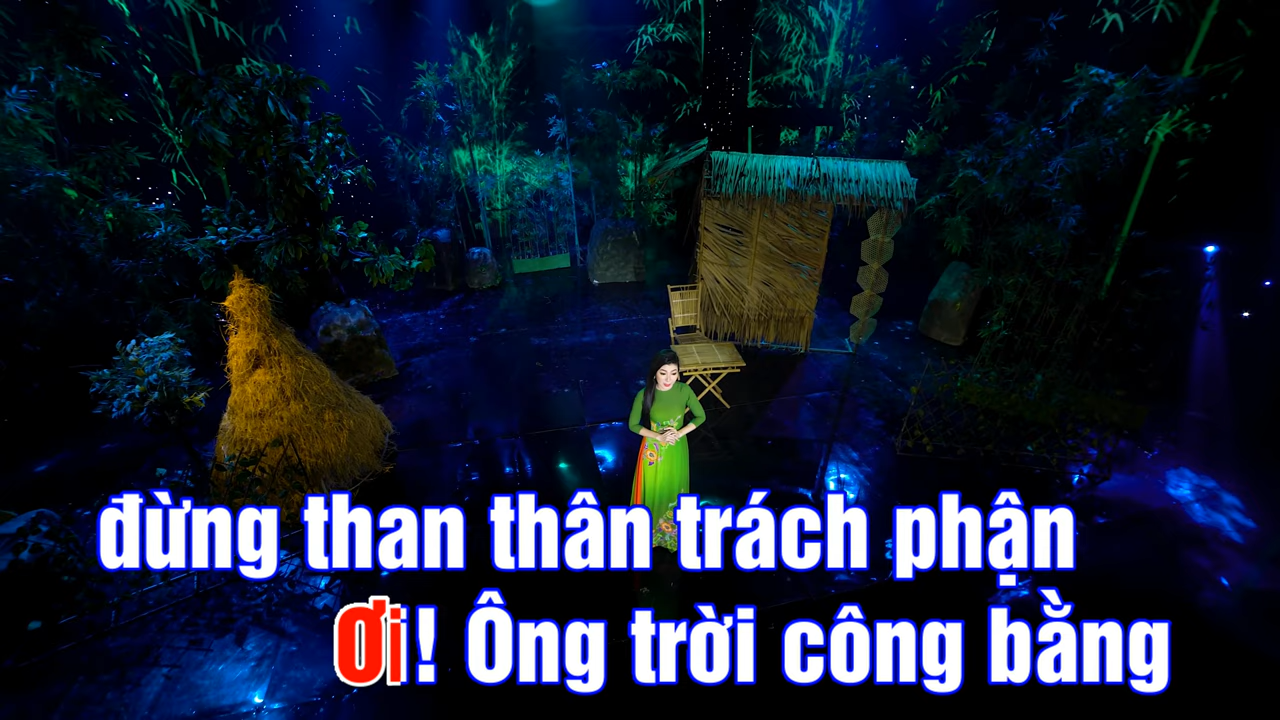 đừng than thân trách phận
Ơi! Ông trời công bằng